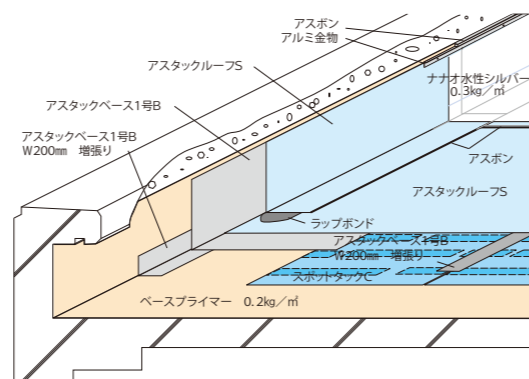 アスボン
アルミ金物
アスタックルーフS
ナナオ水性シルバー
0.3kg／㎡
アスタックベース1号B
アスタックベース1号B
W200㎜ 増張り
アスボン
アスタックルーフS
ラップボンド
アスタックベース1号B
W200㎜ 増張り
スポットタックC
ベースプライマー 0.2kg／㎡